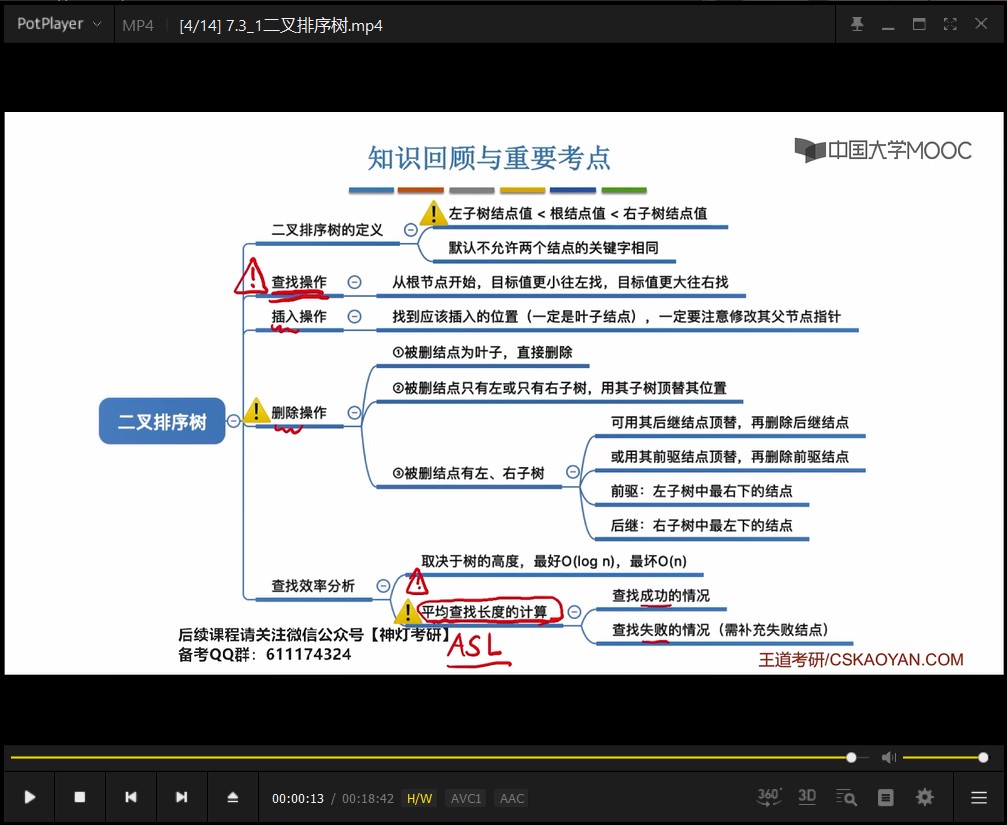 PotPlayer MP4 [4/14] 7.3_1二叉排序树.mp4
知识回顾与重要考点
中国大学MOOC
二叉排序树
二叉排序树的定义
左子树结点值 < 根结点值 < 右子树结点值
默认不允许两个结点的关键字相同
查找操作
从根节点开始，目标值更小往左找，目标值更大往右找
插入操作
找到应该插入的位置（一定是叶子结点），一定要注意修改其父节点指针
删除操作
①被删结点为叶子，直接删除
②被删结点只有左或只有右子树，用其子树顶替其位置
③被删结点有左、右子树
可用其后继结点顶替，再删除后继结点
或用其前驱结点顶替，再删除前驱结点
前驱：左子树中最右下的结点
后继：右子树中最左下的结点
查找效率分析
取决于树的高度，最好O(log n)，最坏O(n)
平均查找长度的计算
查找成功的情况
查找失败的情况（需补充失败结点）
ASL
后续课程请关注微信公众号【神灯考研】
备考QQ群：611174324
王道考研/CSKAOYAN.COM
00:00:13 / 00:18:42 H/W AVC1 AAC
360° 3D